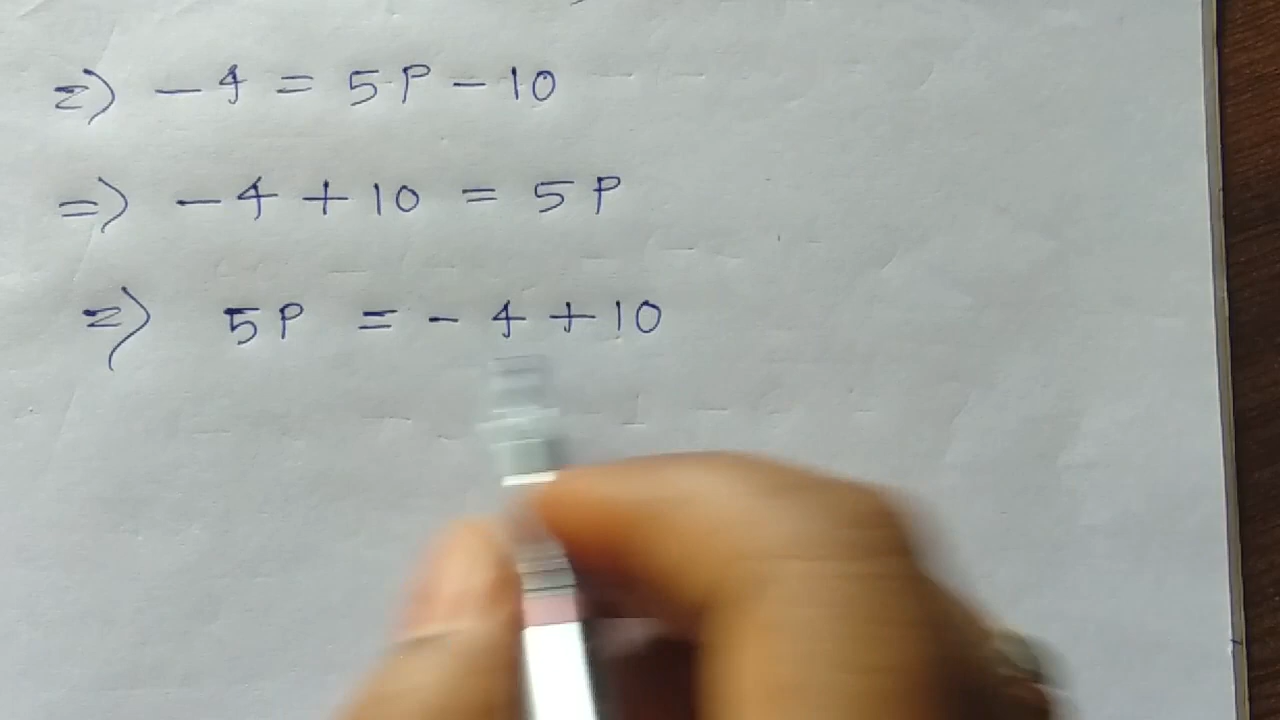 =) - 4 = 5P - 10
=) - 4 + 10 = 5P
=) 5P = - 4 + 10